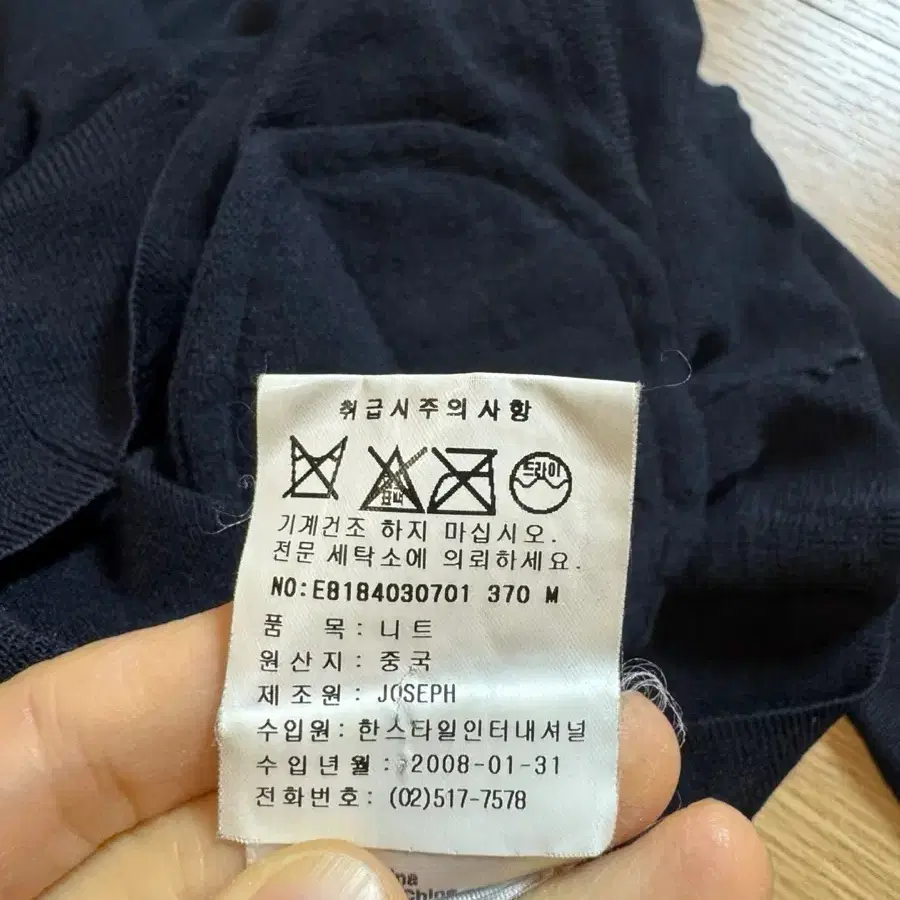 취급시주의사항
표백 드라이
기계건조 하지 마십시오.
전문 세탁소에 의뢰하세요.
NO:E8184030701 370 M
품 목: 니트
원산지: 중국
제조원: JOSEPH
수입원: 한스타일인터내셔널
수입년월: 2008-01-31
전화번호: (02)517-7578
China